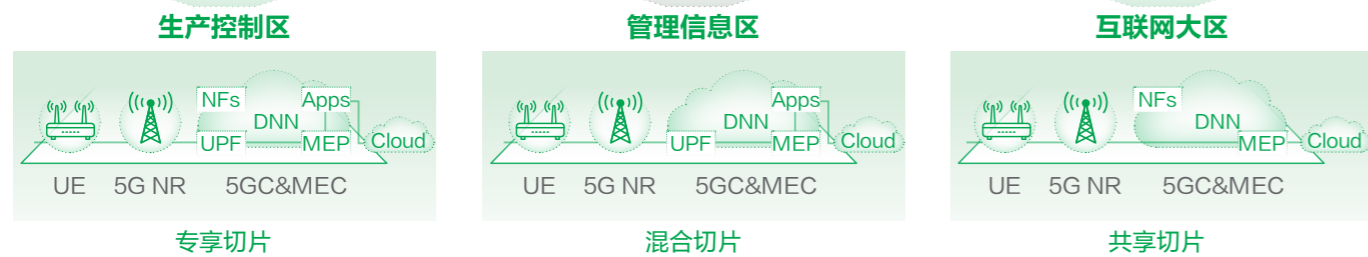 生产控制区
NFs
Apps
DNN
UPF
MEP
Cloud
UE
5G NR
5GC&MEC
专享切片
管理信息区
Apps
DNN
UPF
MEP
Cloud
UE
5G NR
5GC&MEC
混合切片
互联网大区
NFs
DNN
MEP
Cloud
UE
5G NR
5GC&MEC
共享切片